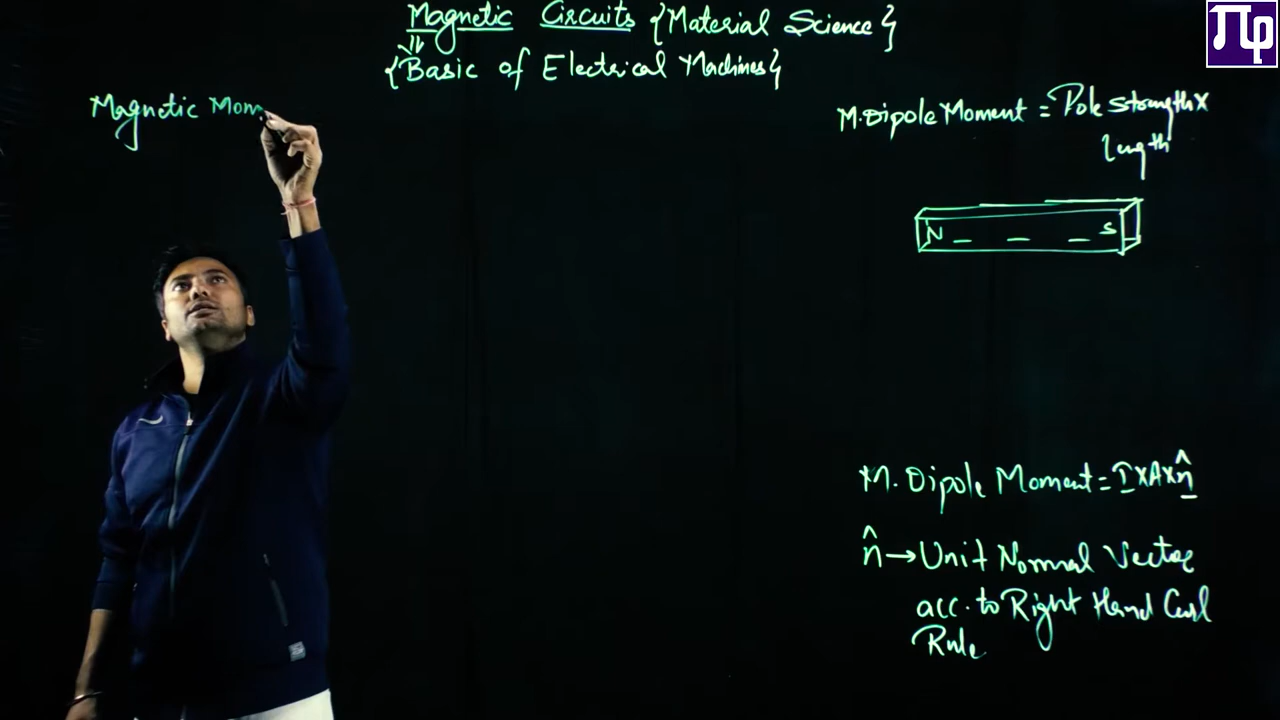 Magnetic Circuits {Material Science}
{Basic of Electrical Machines}
Magnetic Mom
M.Dipole Moment = Pole strength x
length
N S
M. Dipole Moment = I x A x n̂
n̂ → Unit Normal Vector
acc. to Right Hand Curl
Rule
πφ